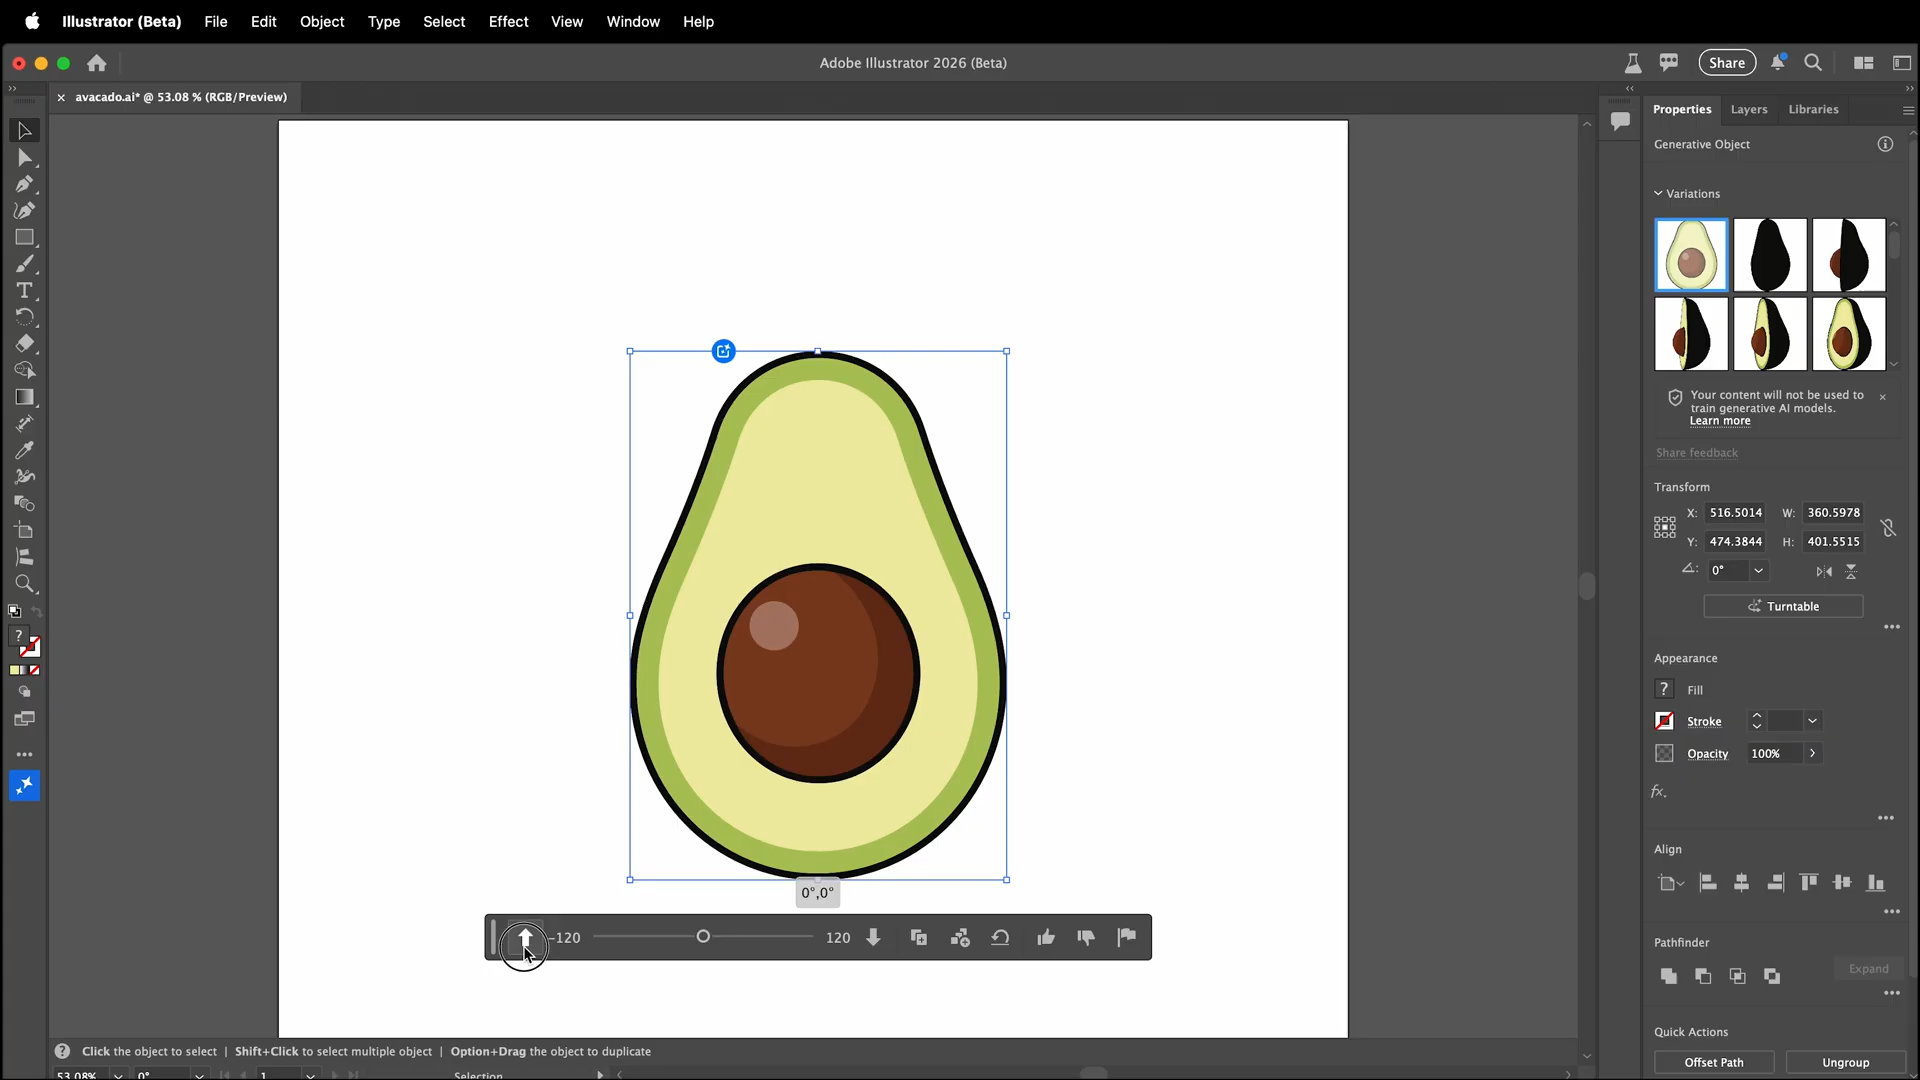 Illustrator (Beta) File Edit Object Type Select Effect View Window Help
Adobe Illustrator 2026 (Beta)
Share
avacado.ai* @ 53.08 % (RGB/Preview)
Properties Layers Libraries
Generative Object
Variations
Your content will not be used to
train generative AI models.
Learn more
Share feedback
Transform
X: 516.5014 W: 360.5978
Y: 474.3844 H: 401.5515
0°
Turntable
Appearance
? Fill
Stroke
Opacity 100%
fx.
Align
Pathfinder
Expand
Quick Actions
Offset Path Ungroup
T
?
0°,0°
-120 120
? Click the object to select | Shift+Click to select multiple object | Option+Drag the object to duplicate
53.08% 0° 1 Selection